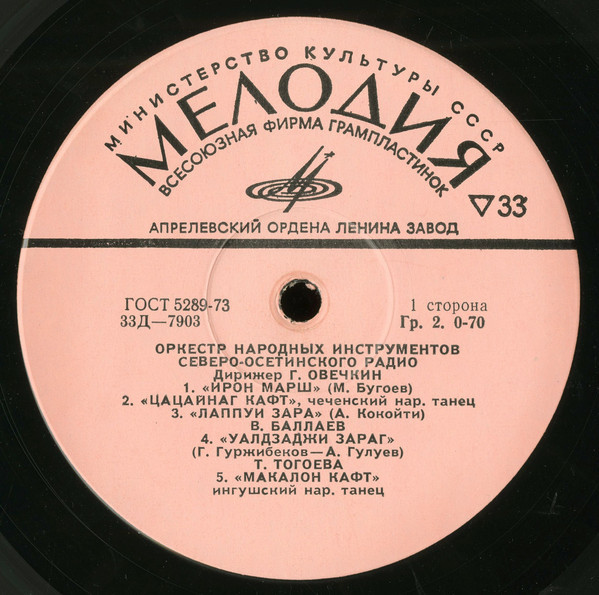 МИНИСТЕРСТВО КУЛЬТУРЫ СССР
МЕЛОДИЯ
ВСЕСОЮЗНАЯ ФИРМА ГРАМПЛАСТИНОК
33
АПРЕЛЕВСКИЙ ОРДЕНА ЛЕНИНА ЗАВОД
ГОСТ 5289-73
33Д—7903
1 сторона
Гр. 2. 0-70
ОРКЕСТР НАРОДНЫХ ИНСТРУМЕНТОВ
СЕВЕРО-ОСЕТИНСКОГО РАДИО
Дирижер Г. ОВЕЧКИН
1. «ИРОН МАРШ» (М. Бугоев)
2. «ЦАЦАЙНАГ КАФТ», чеченский нар. танец
3. «ЛАППУИ ЗАРА» (А. Кокойти)
В. БАЛЛАЕВ
4. «УАЛДЗАДЖИ ЗАРАГ»
(Г. Гуржибеков—А. Гулуев)
Т. ТОГОЕВА
5. «МАКАЛОН КАФТ»
ингушский нар. танец